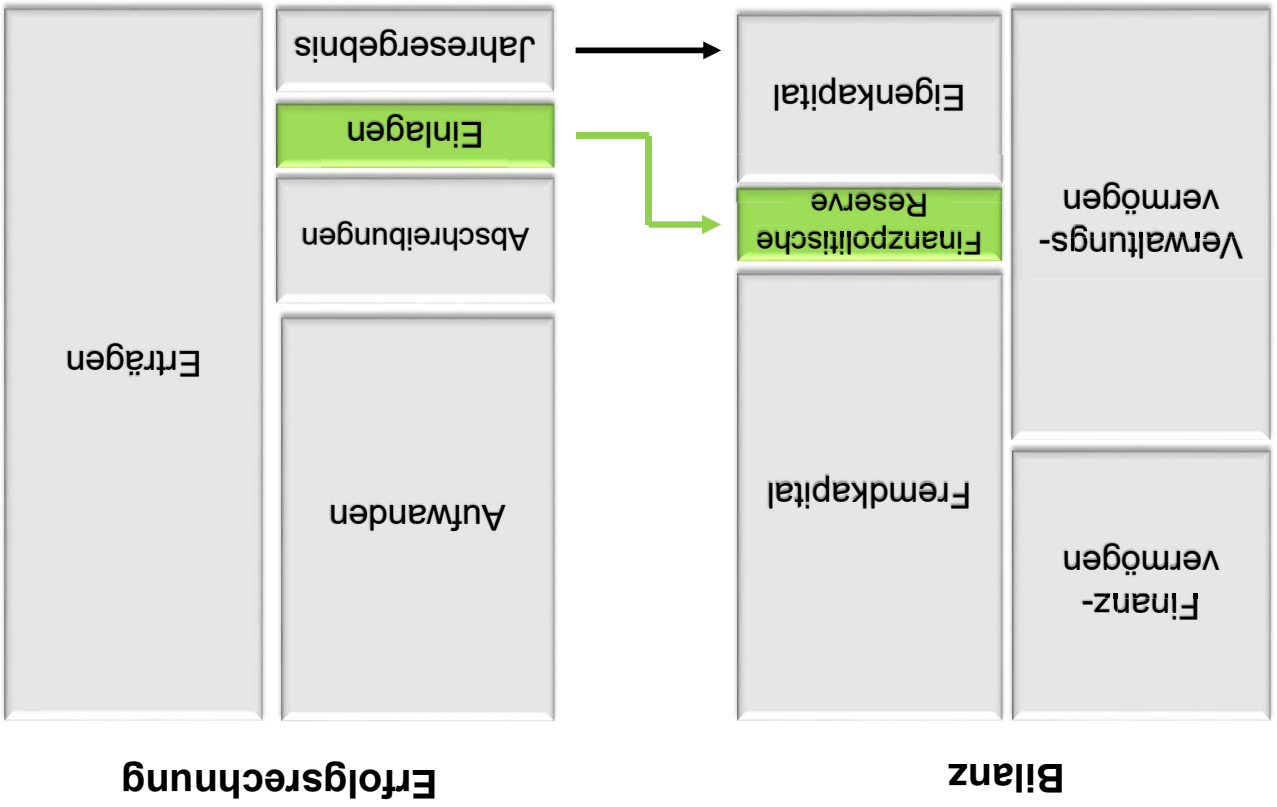 Bilanz
Finanz-
vermögen
Verwaltungs-
vermögen
Fremdkapital
Finanzpolitische
Reserve
Eigenkapital
Erfolgsrechnung
Aufwanden
Abschreibungen
Einlagen
Jahresergebnis
Erträgen